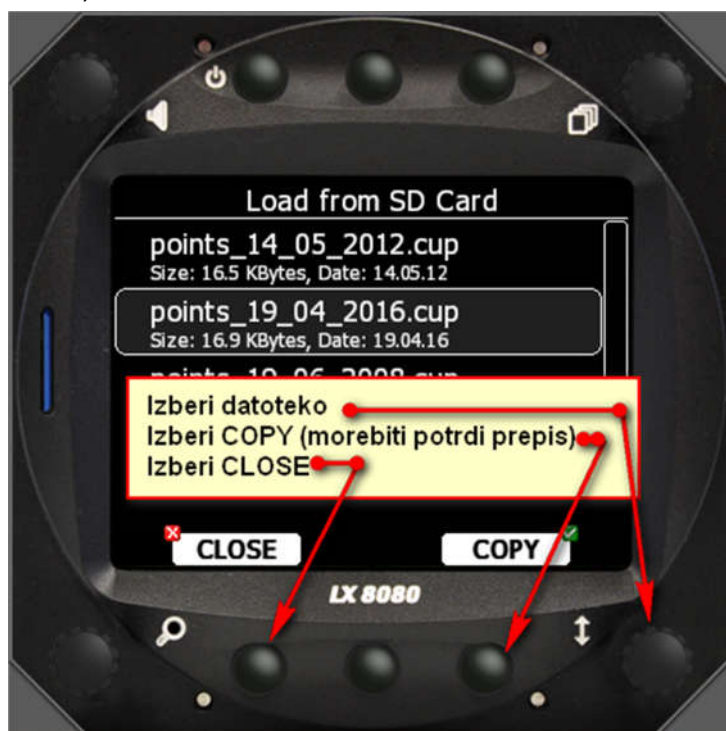 Load from SD Card
points_14_05_2012.cup
Size: 16.5 KBytes, Date: 14.05.12
points_19_04_2016.cup
Size: 16.9 KBytes, Date: 19.04.16
Izberi datoteko
Izberi COPY (morebiti potrdi prepis)
Izberi CLOSE
CLOSE
COPY
LX 8080